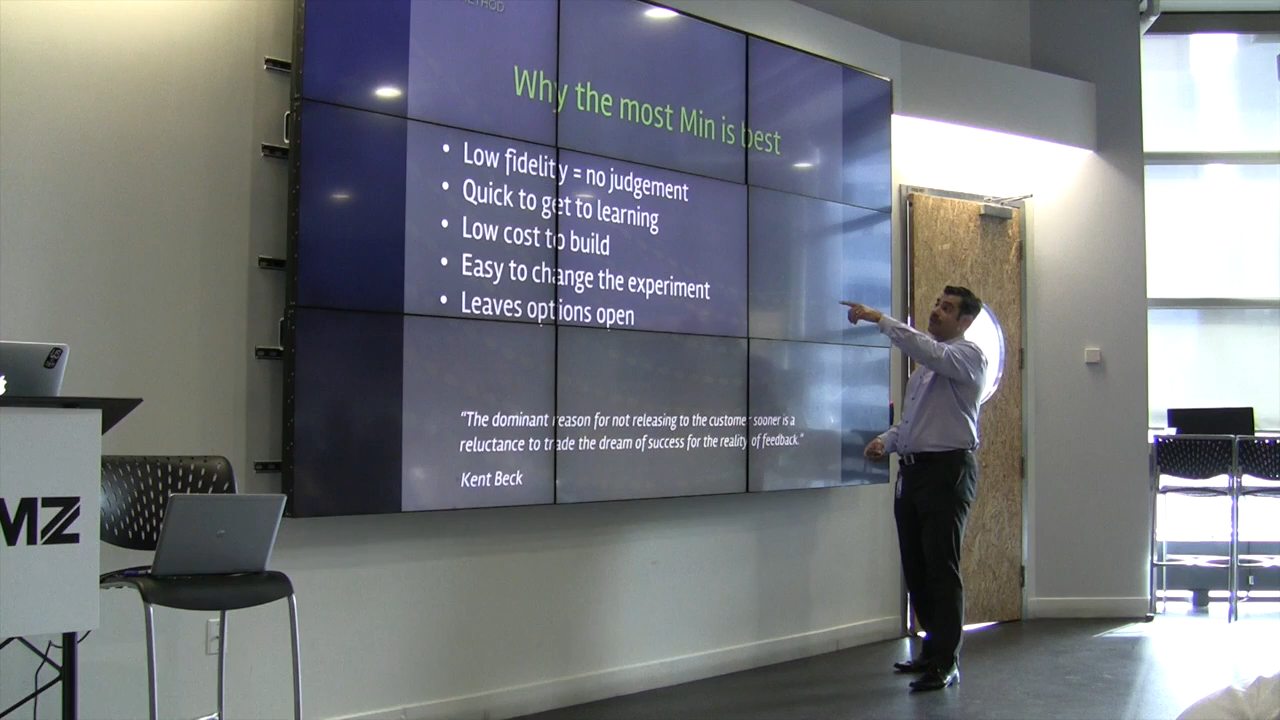 Why the most Min is best
• Low fidelity = no judgement
• Quick to get to learning
• Low cost to build
• Easy to change the experiment
• Leaves options open
“The dominant reason for not releasing to the customer sooner is a
reluctance to trade the dream of success for the reality of feedback.”
Kent Beck
MZ